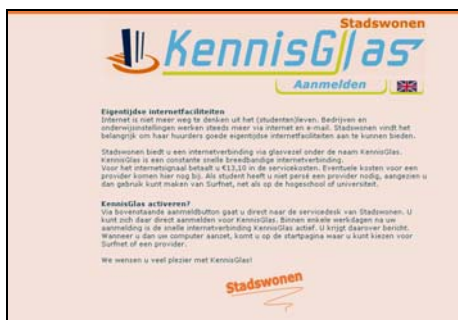 Stadswonen
KennisGlas
Aanmelden
Eigentijdse internetfaciliteiten
Internet is niet meer weg te denken uit het (studenten)leven. Bedrijven en
onderwijsinstellingen werken steeds meer via internet en e-mail. Stadswonen vindt het
belangrijk om haar huurders goede eigentijdse internetfaciliteiten aan te kunnen bieden.
Stadswonen biedt u een internetverbinding via glasvezel onder de naam KennisGlas.
KennisGlas is een constante snelle breedbandige internetverbinding.
Voor het internetsignaal betaalt u €13,10 in de servicekosten. Eventuele kosten voor een
provider komen hier nog bij. Als student heeft u niet persé een provider nodig, aangezien u
dan gebruik kunt maken van Surfnet, net als op de hogeschool of universiteit.
KennisGlas activeren?
Via bovenstaande aanmeldbutton gaat u direct naar de servicedesk van Stadswonen. U
kunt zich daar direct aanmelden voor KennisGlas. Binnen enkele werkdagen na uw
aanmelding is de snelle internetverbinding KennisGlas actief. U krijgt daarover bericht.
Wanneer u dan uw computer aanzet, komt u op de startpagina waar u kunt kiezen voor
Surfnet of een provider.
We wensen u veel plezier met KennisGlas!
Stadswonen